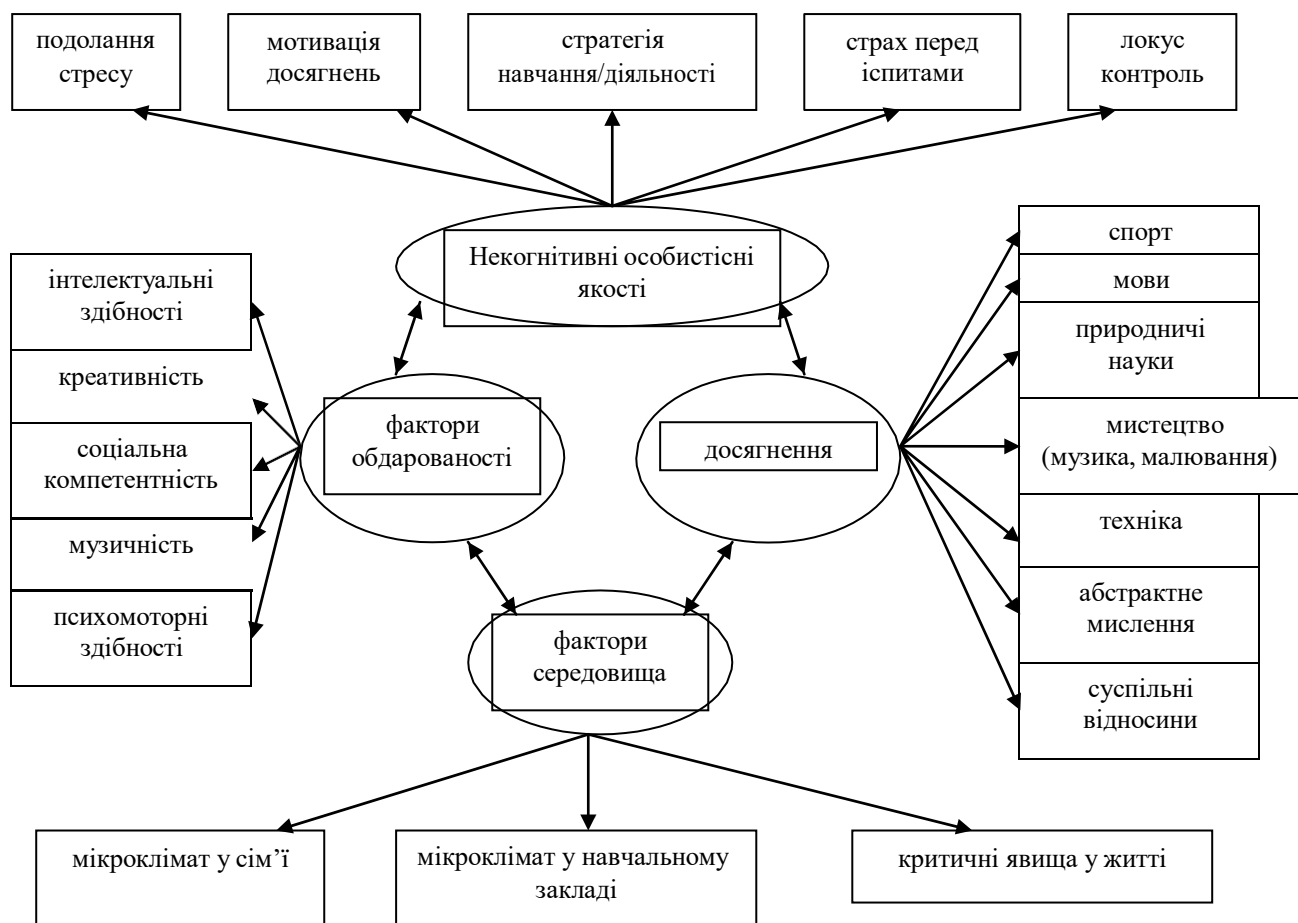 подолання
стресу
мотивація
досягнень
стратегія
навчання/діяльності
страх перед
іспитами
локус
контроль
Некогнітивні особистісні
якості
інтелектуальні
здібності
креативність
соціальна
компетентність
музичність
психомоторні
здібності
фактори
обдарованості
досягнення
спорт
мови
природничі
науки
мистецтво
(музика, малювання)
техніка
абстрактне
мислення
суспільні
відносини
фактори
середовища
мікроклімат у сім’ї
мікроклімат у навчальному
закладі
критичні явища у житті